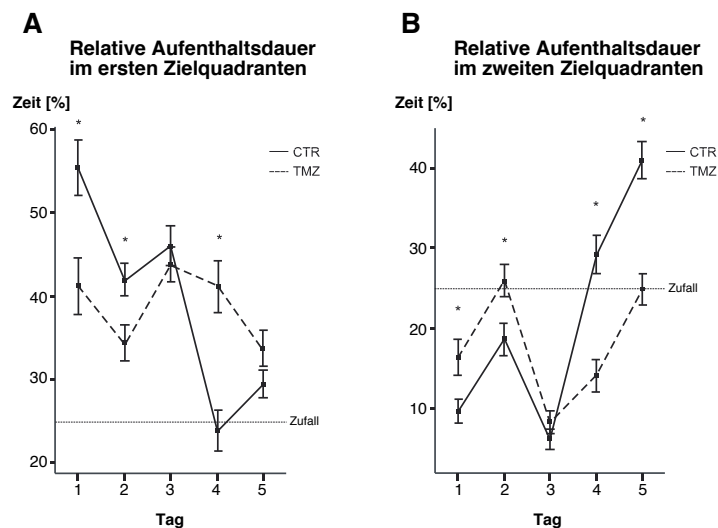 A
Relative Aufenthaltsdauer
im ersten Zielquadranten
Zeit [%]
*
60
CTR
TMZ
50
*
*
40
30
Zufall
20
1 2 3 4 5
Tag
B
Relative Aufenthaltsdauer
im zweiten Zielquadranten
Zeit [%]
*
CTR
40
TMZ
*
30
*
Zufall
*
20
10
1 2 3 4 5
Tag